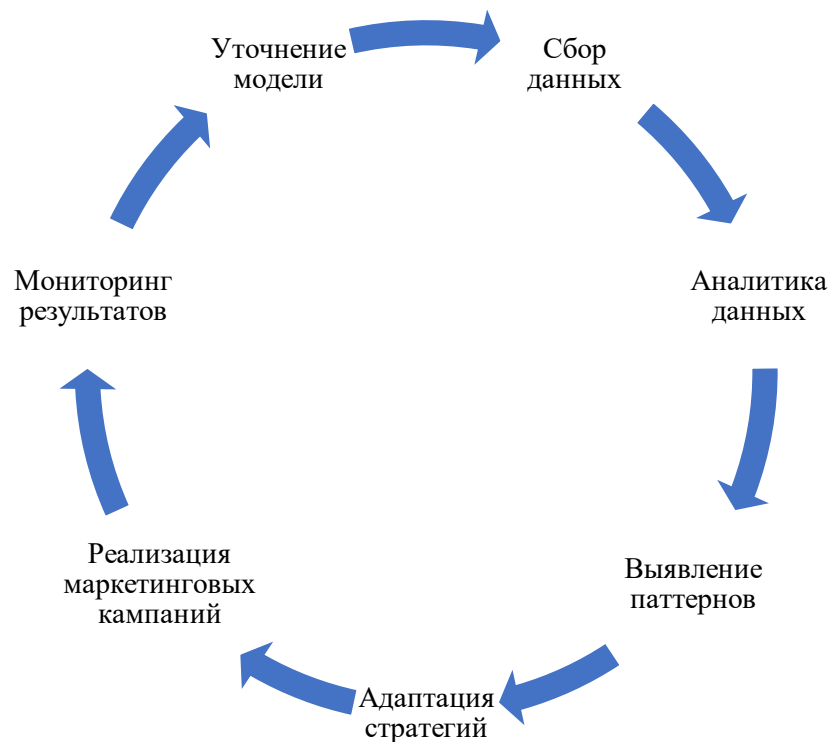 Уточнение
модели
Сбор
данных
Аналитика
данных
Выявление
паттернов
Адаптация
стратегий
Реализация
маркетинговых
кампаний
Мониторинг
результатов